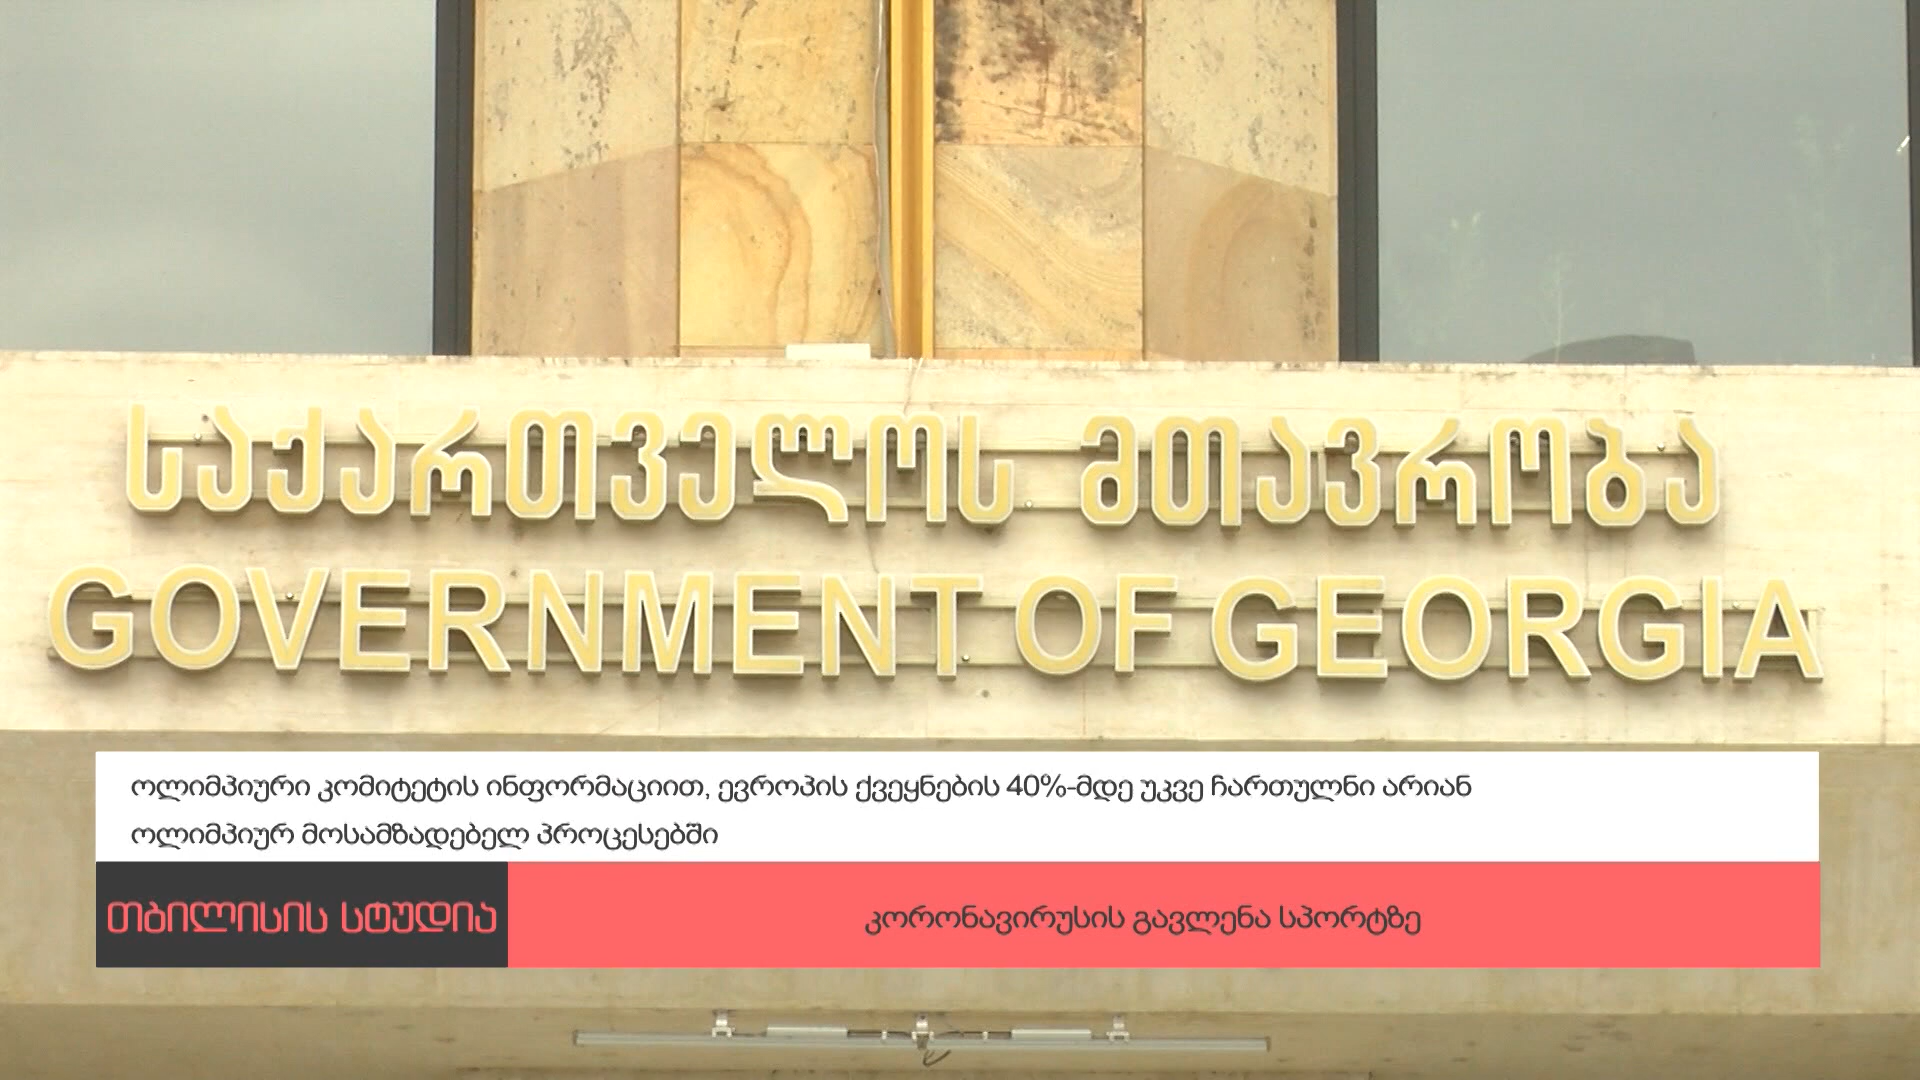 საქართველოს მთავრობა
GOVERNMENT OF GEORGIA
ოლიმპიური კომიტეტის ინფორმაციით, ევროპის ქვეყნების 40%-მდე უკვე ჩართულნი არიან
ოლიმპიურ მოსამზადებელ პროცესებში
თბილისის სტუდია
კორონავირუსის გავლენა სპორტზე